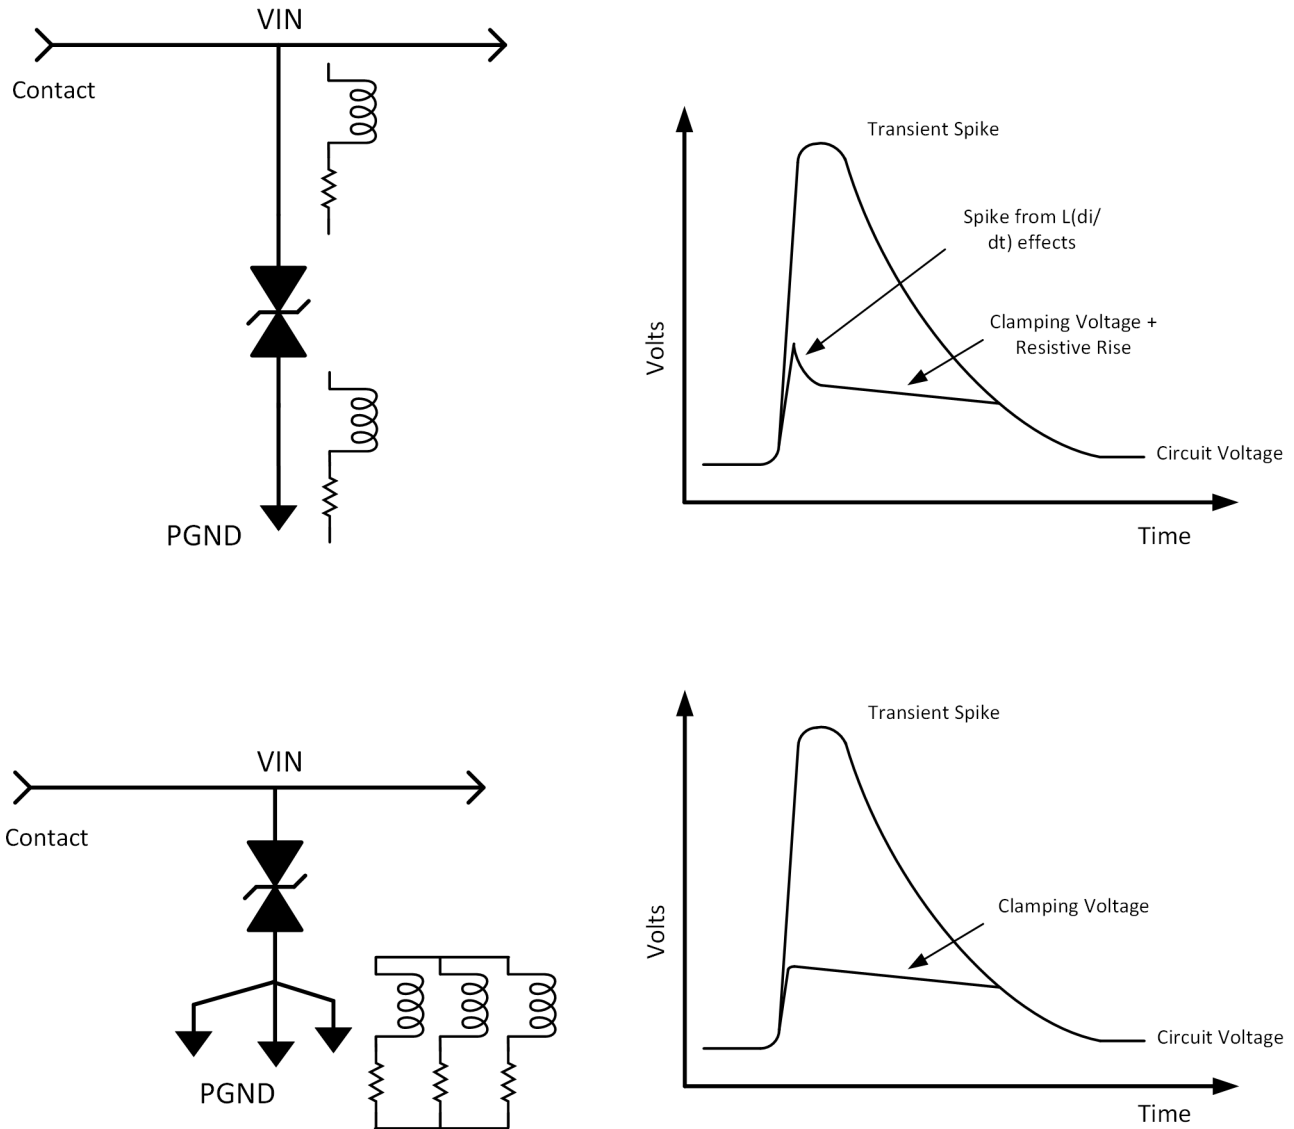 VIN
Contact
PGND
Transient Spike
Spike from L(di/
dt) effects
Clamping Voltage +
Resistive Rise
Circuit Voltage
Volts
Time
VIN
Contact
PGND
Transient Spike
Clamping Voltage
Circuit Voltage
Volts
Time